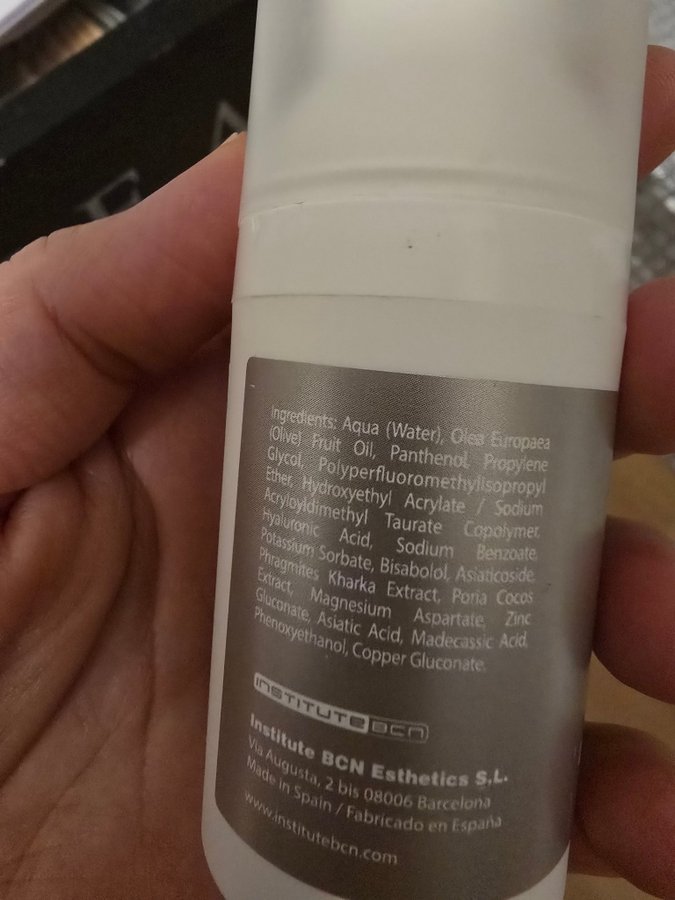 EA
Ingredients: Aqua (Water), Olea Europaea
(Olive) Fruit Oil, Panthenol, Propylene
Glycol, Polyperfluoromethylisopropyl
Ether, Hydroxyethyl Acrylate / Sodium
Acryloyldimethyl Taurate Copolymer,
Hyaluronic Acid, Sodium Benzoate,
Potassium Sorbate, Bisabolol, Asiaticoside,
Phragmites Kharka Extract, Poria Cocos
Extract, Magnesium Aspartate, Zinc
Gluconate, Asiatic Acid, Madecassic Acid,
Phenoxyethanol, Copper Gluconate.
INSTITUTE BCN
Institute BCN Esthetics S.L.
Via Augusta, 2 bis 08006 Barcelona
Made in Spain / Fabricado en España
www.institutebcn.com